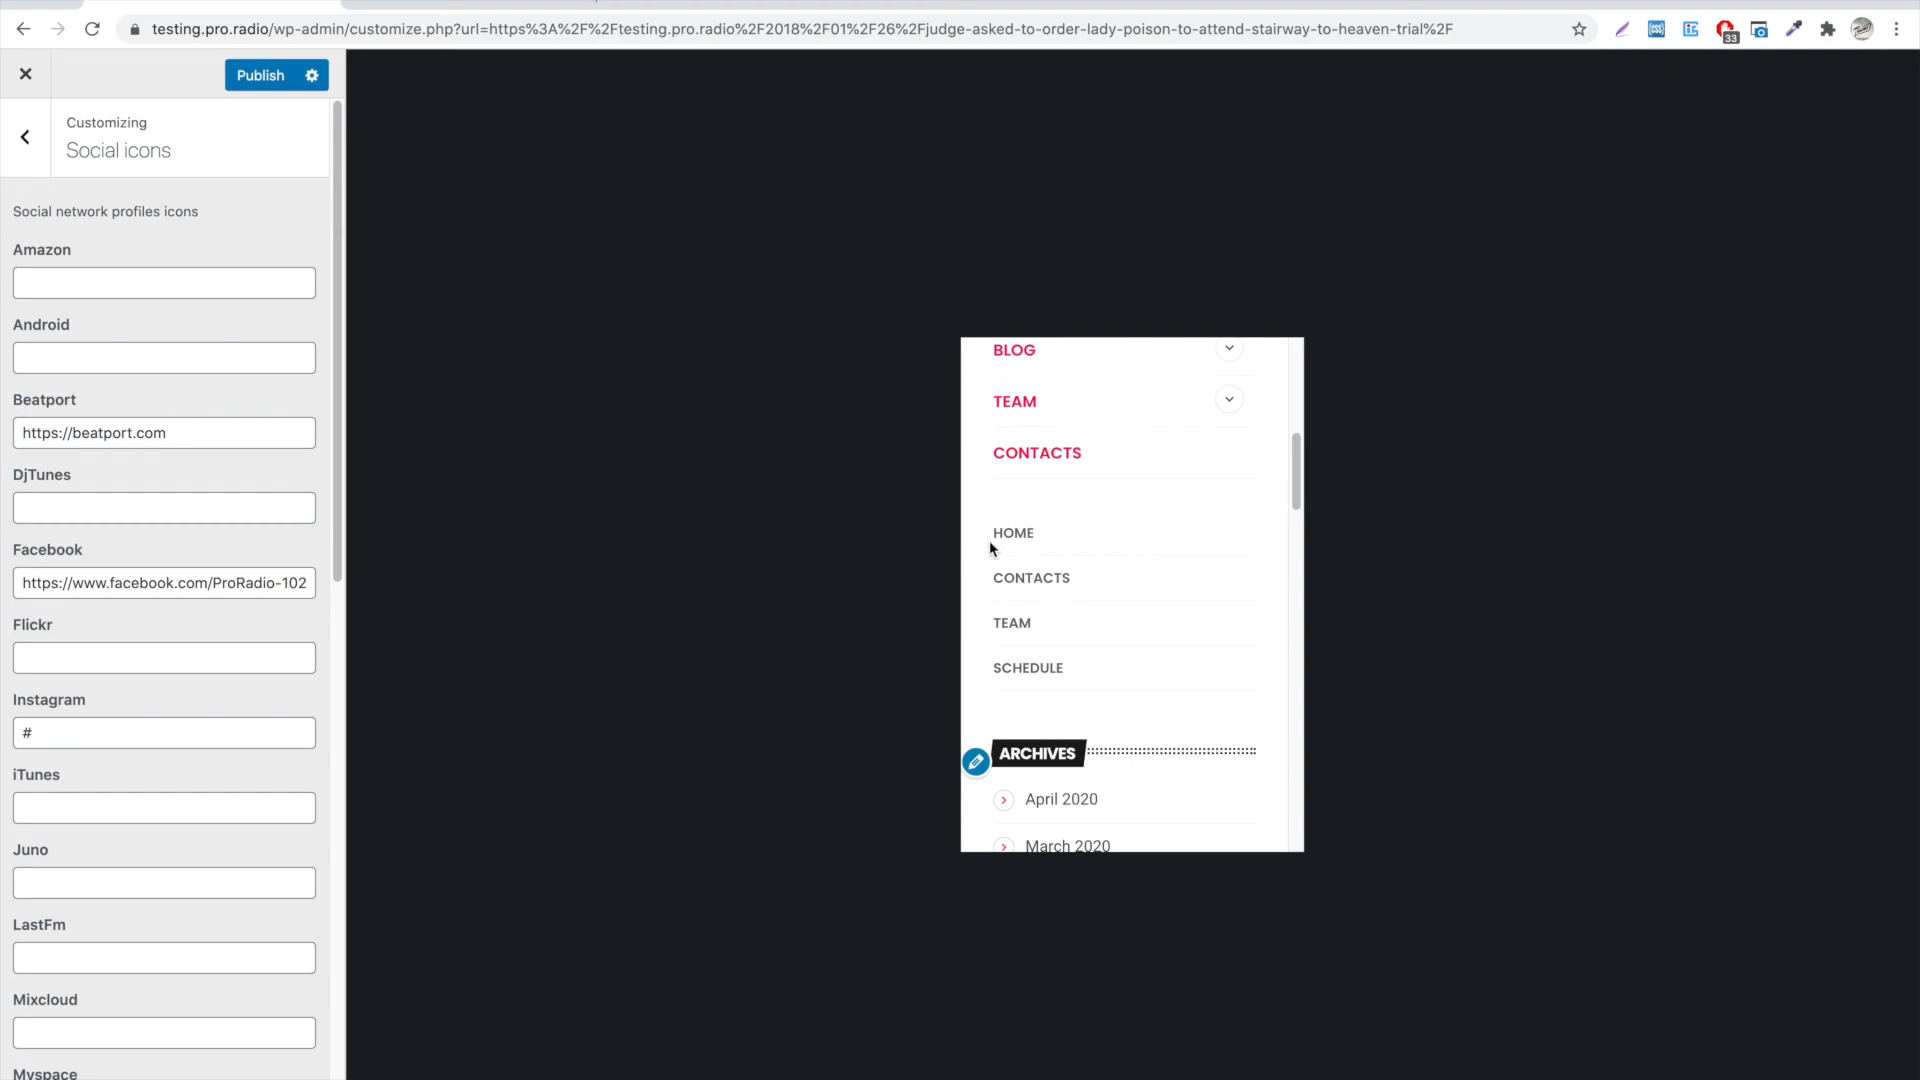 testing.pro.radio/wp-admin/customize.php?url=https%3A%2F%2Ftesting.pro.radio%2F2018%2F01%2F26%2Fjudge-asked-to-order-lady-poison-to-attend-stairway-to-heaven-trial%2F
33
Publish
Customizing
Social icons
Social network profiles icons
Amazon
Android
Beatport
https://beatport.com
DjTunes
Facebook
https://www.facebook.com/ProRadio-102
Flickr
Instagram
#
iTunes
Juno
LastFm
Mixcloud
Myspace
BLOG
TEAM
CONTACTS
HOME
CONTACTS
TEAM
SCHEDULE
ARCHIVES
April 2020
March 2020